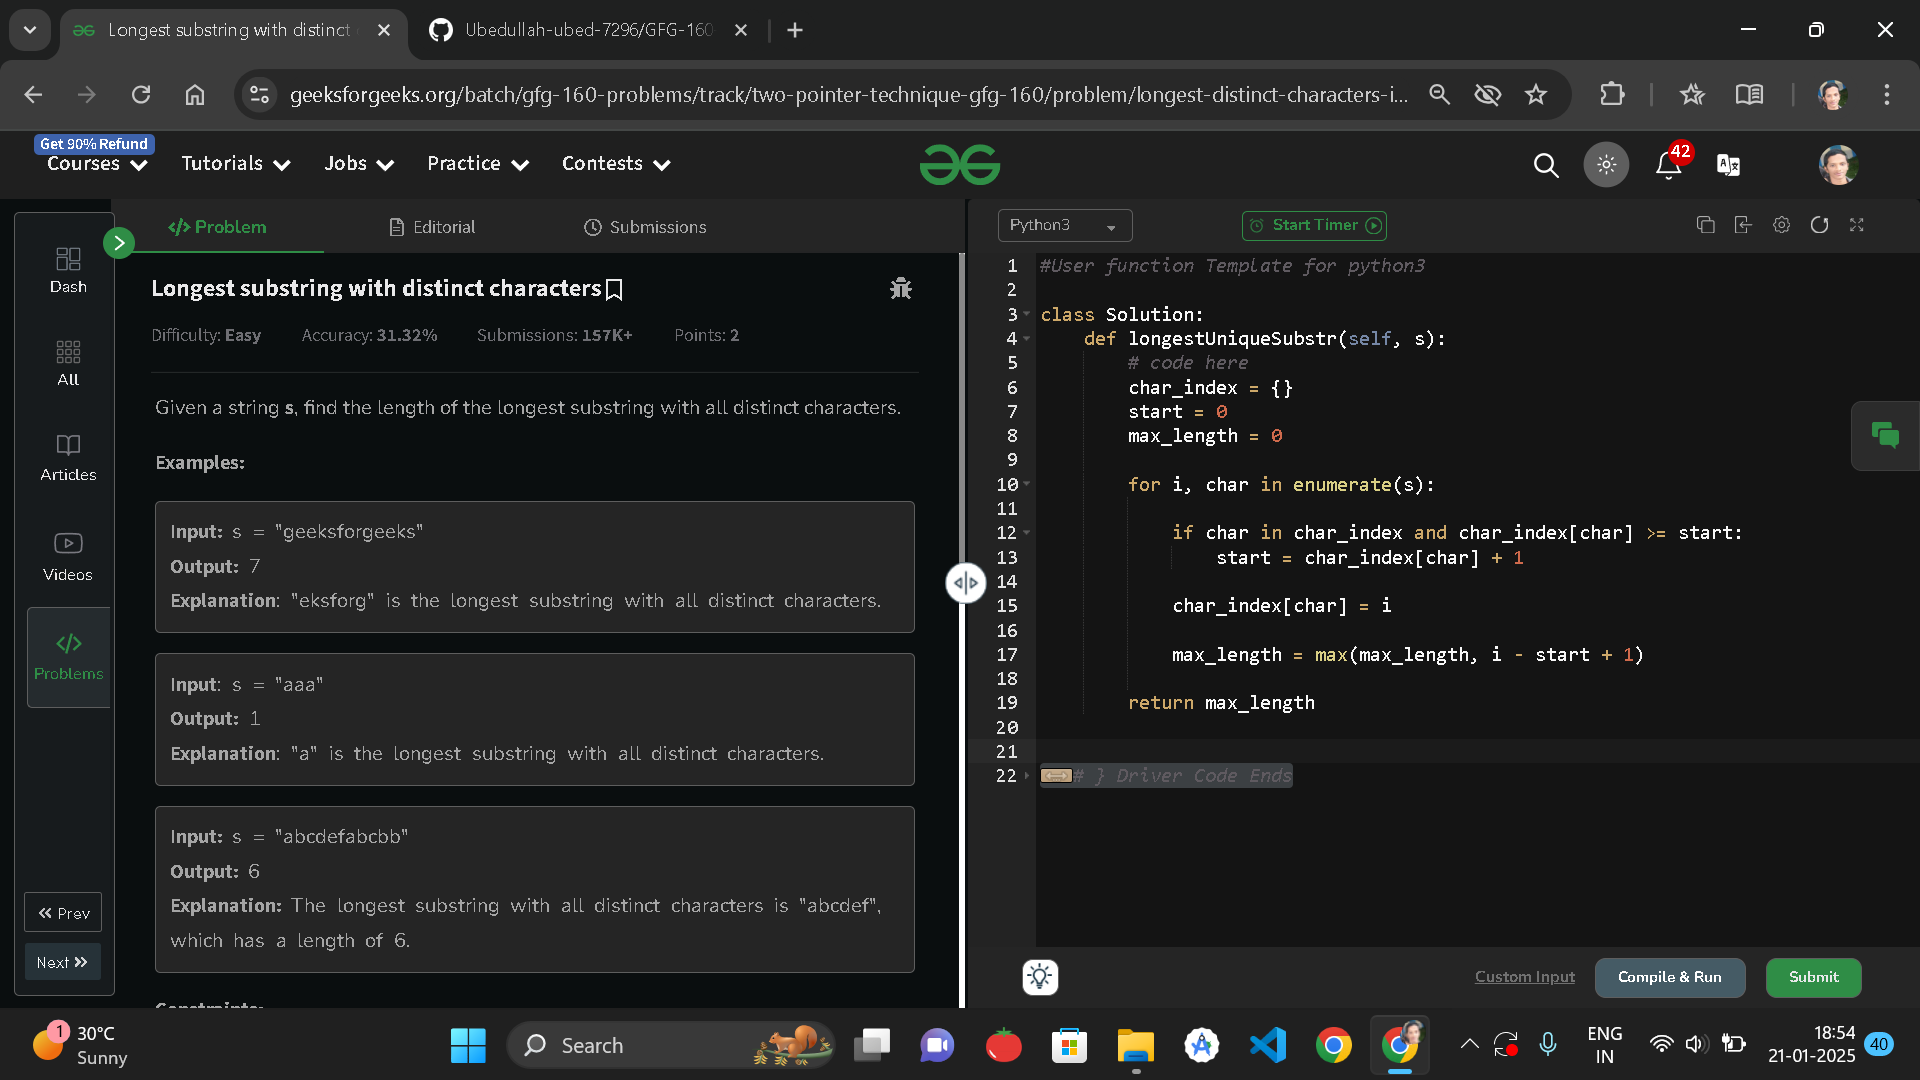 Longest substring with distinct
Ubedullah-ubed-7296/GFG-160
geeksforgeeks.org/batch/gfg-160-problems/track/two-pointer-technique-gfg-160/problem/longest-distinct-characters-i...
Get 90% Refund
Courses
Tutorials
Jobs
Practice
Contests
42
Dash
All
Articles
Videos
Problems
Prev
Next
Problem
Editorial
Submissions
Longest substring with distinct characters
Difficulty: Easy
Accuracy: 31.32%
Submissions: 157K+
Points: 2
Given a string s, find the length of the longest substring with all distinct characters.
Examples:
Input: s = "geeksforgeeks"
Output: 7
Explanation: "eksforg" is the longest substring with all distinct characters.
Input: s = "aaa"
Output: 1
Explanation: "a" is the longest substring with all distinct characters.
Input: s = "abcdefabcbb"
Output: 6
Explanation: The longest substring with all distinct characters is "abcdef",
which has a length of 6.
Python3
Start Timer
1 #User function Template for python3
2
3 class Solution:
4 def longestUniqueSubstr(self, s):
5 # code here
6 char_index = {}
7 start = 0
8 max_length = 0
9
10 for i, char in enumerate(s):
11
12 if char in char_index and char_index[char] >= start:
13 start = char_index[char] + 1
14
15 char_index[char] = i
16
17 max_length = max(max_length, i - start + 1)
18
19 return max_length
20
21
22 # } Driver Code Ends
Custom Input
Compile & Run
Submit
1
30°C
Sunny
Search
ENG
IN
18:54
21-01-2025
40